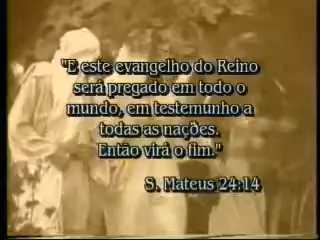 "E este evangelho do Reino
será pregado em todo o
mundo, em testemunho a
todas as nações.
Então virá o fim."
S. Mateus 24:14